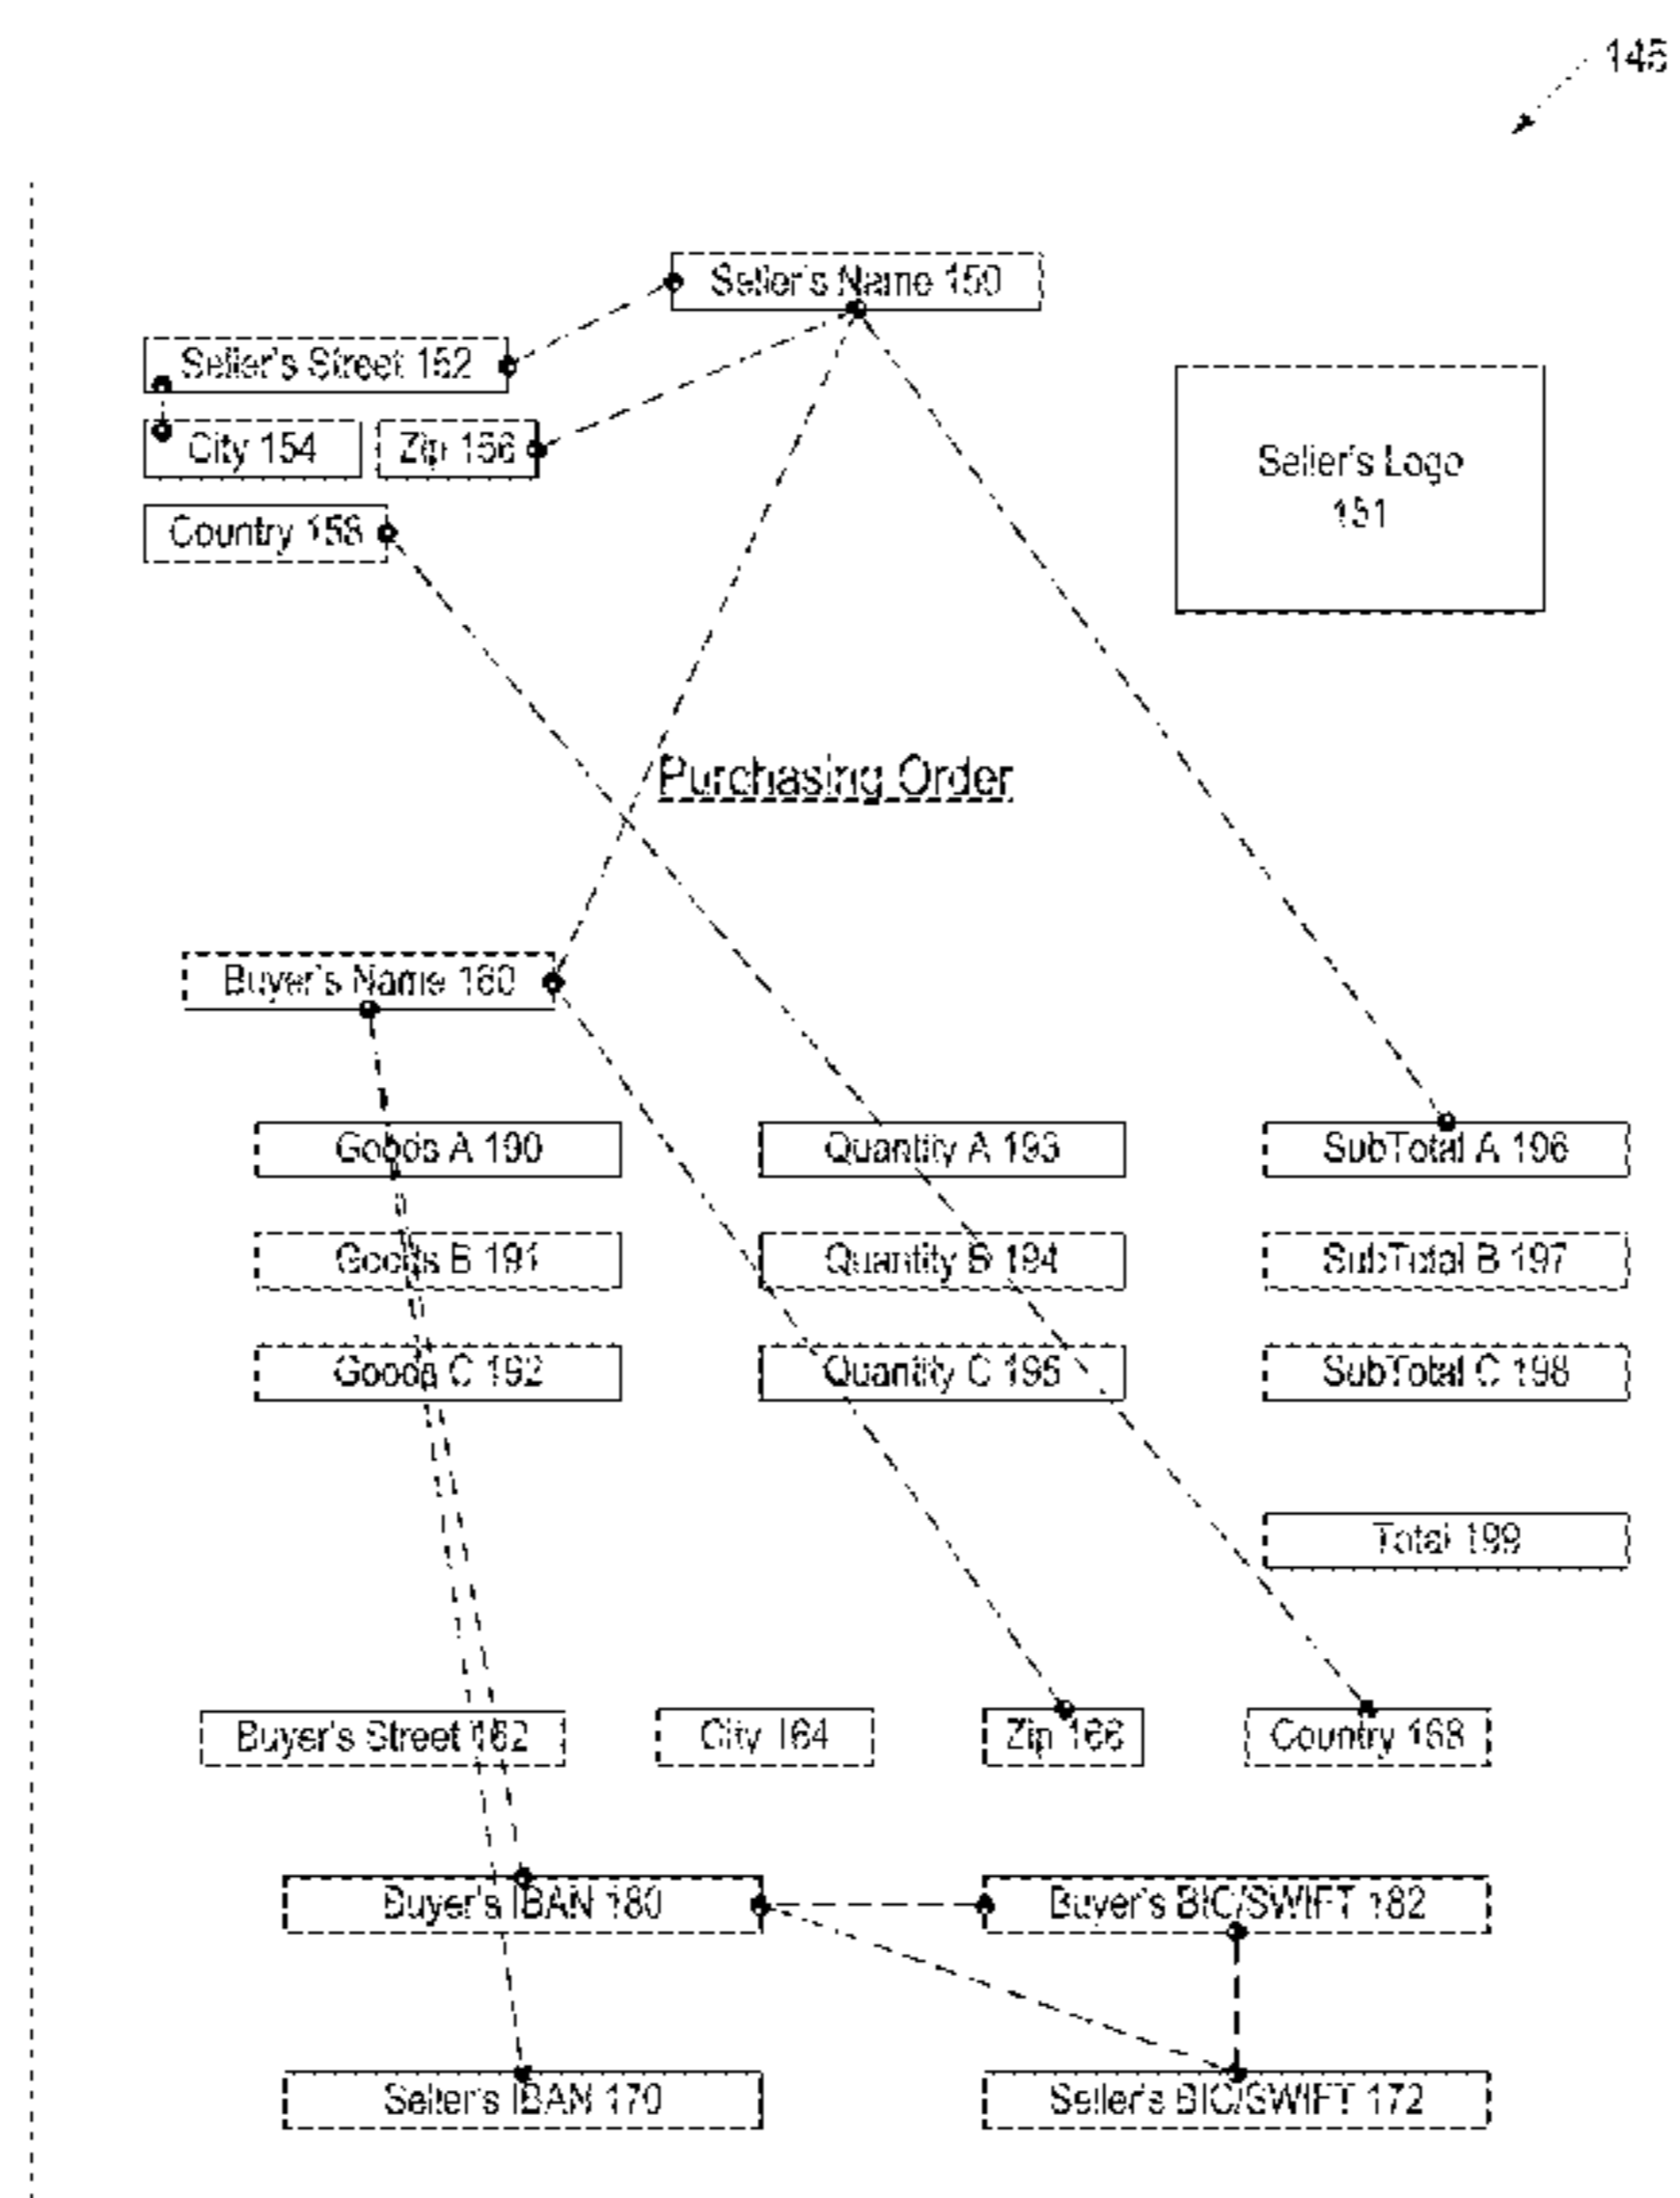 145
Seller's Name 150
Seller's Street 152
City 154
Zip 156
Seller's Logo
151
Country 158
Purchasing Order
Buyer's Name 160
Goods A 190
Quantity A 193
SubTotal A 196
Goods B 191
Quantity B 194
SubTotal B 197
Goods C 192
Quantity C 195
SubTotal C 198
Total 199
Buyer's Street 162
City 164
Zip 166
Country 168
Buyer's IBAN 180
Buyer's BIC/SWIFT 182
Seller's IBAN 170
Seller's BIC/SWIFT 172